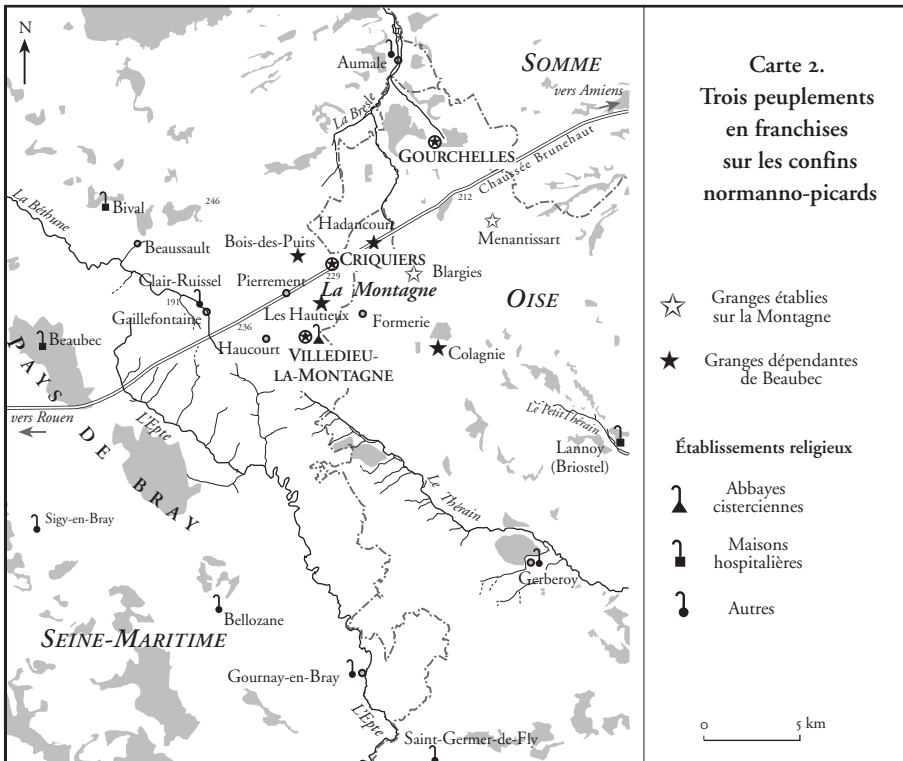 N
Aumale
SOMME
vers Amiens
La Bresle
GOURCHELLES
Chaussée Brunehaut
La Béthune
Bival
246
212
Hadancourt
Menantissart
Beaussault
Bois-des-Puits
CRIQUIERS
229
Blargies
Clair-Ruissel
Pierrement
La Montagne
OISE
191
Gaillefontaine
Les Hautieux
Formerie
236
Beaubec
Haucourt
VILLEDIEU-
LA-MONTAGNE
Colagnie
PAYS
DE
BRAY
vers Rouen
L'Epte
Le Petit Thérain
Lannoy
(Briostel)
Le Thérain
Sigy-en-Bray
Gerberoy
Bellozane
SEINE-MARITIME
Gournay-en-Bray
L'Epte
Saint-Germer-de-Fly
Carte 2.
Trois peuplements
en franchises
sur les confins
normanno-picards
Granges établies
sur la Montagne
Granges dépendantes
de Beaubec
Établissements religieux
Abbayes
cisterciennes
Maisons
hospitalières
Autres
0 5 km